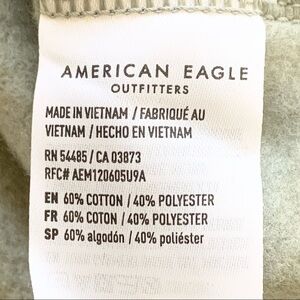 AMERICAN EAGLE
OUTFITTERS
MADE IN VIETNAM / FABRIQUÉ AU
VIETNAM / HECHO EN VIETNAM
RN 54485 / CA 03873
RFC# AEM120605U9A
EN 60% COTTON / 40% POLYESTER
FR 60% COTON / 40% POLYESTER
SP 60% algodón / 40% poliéster